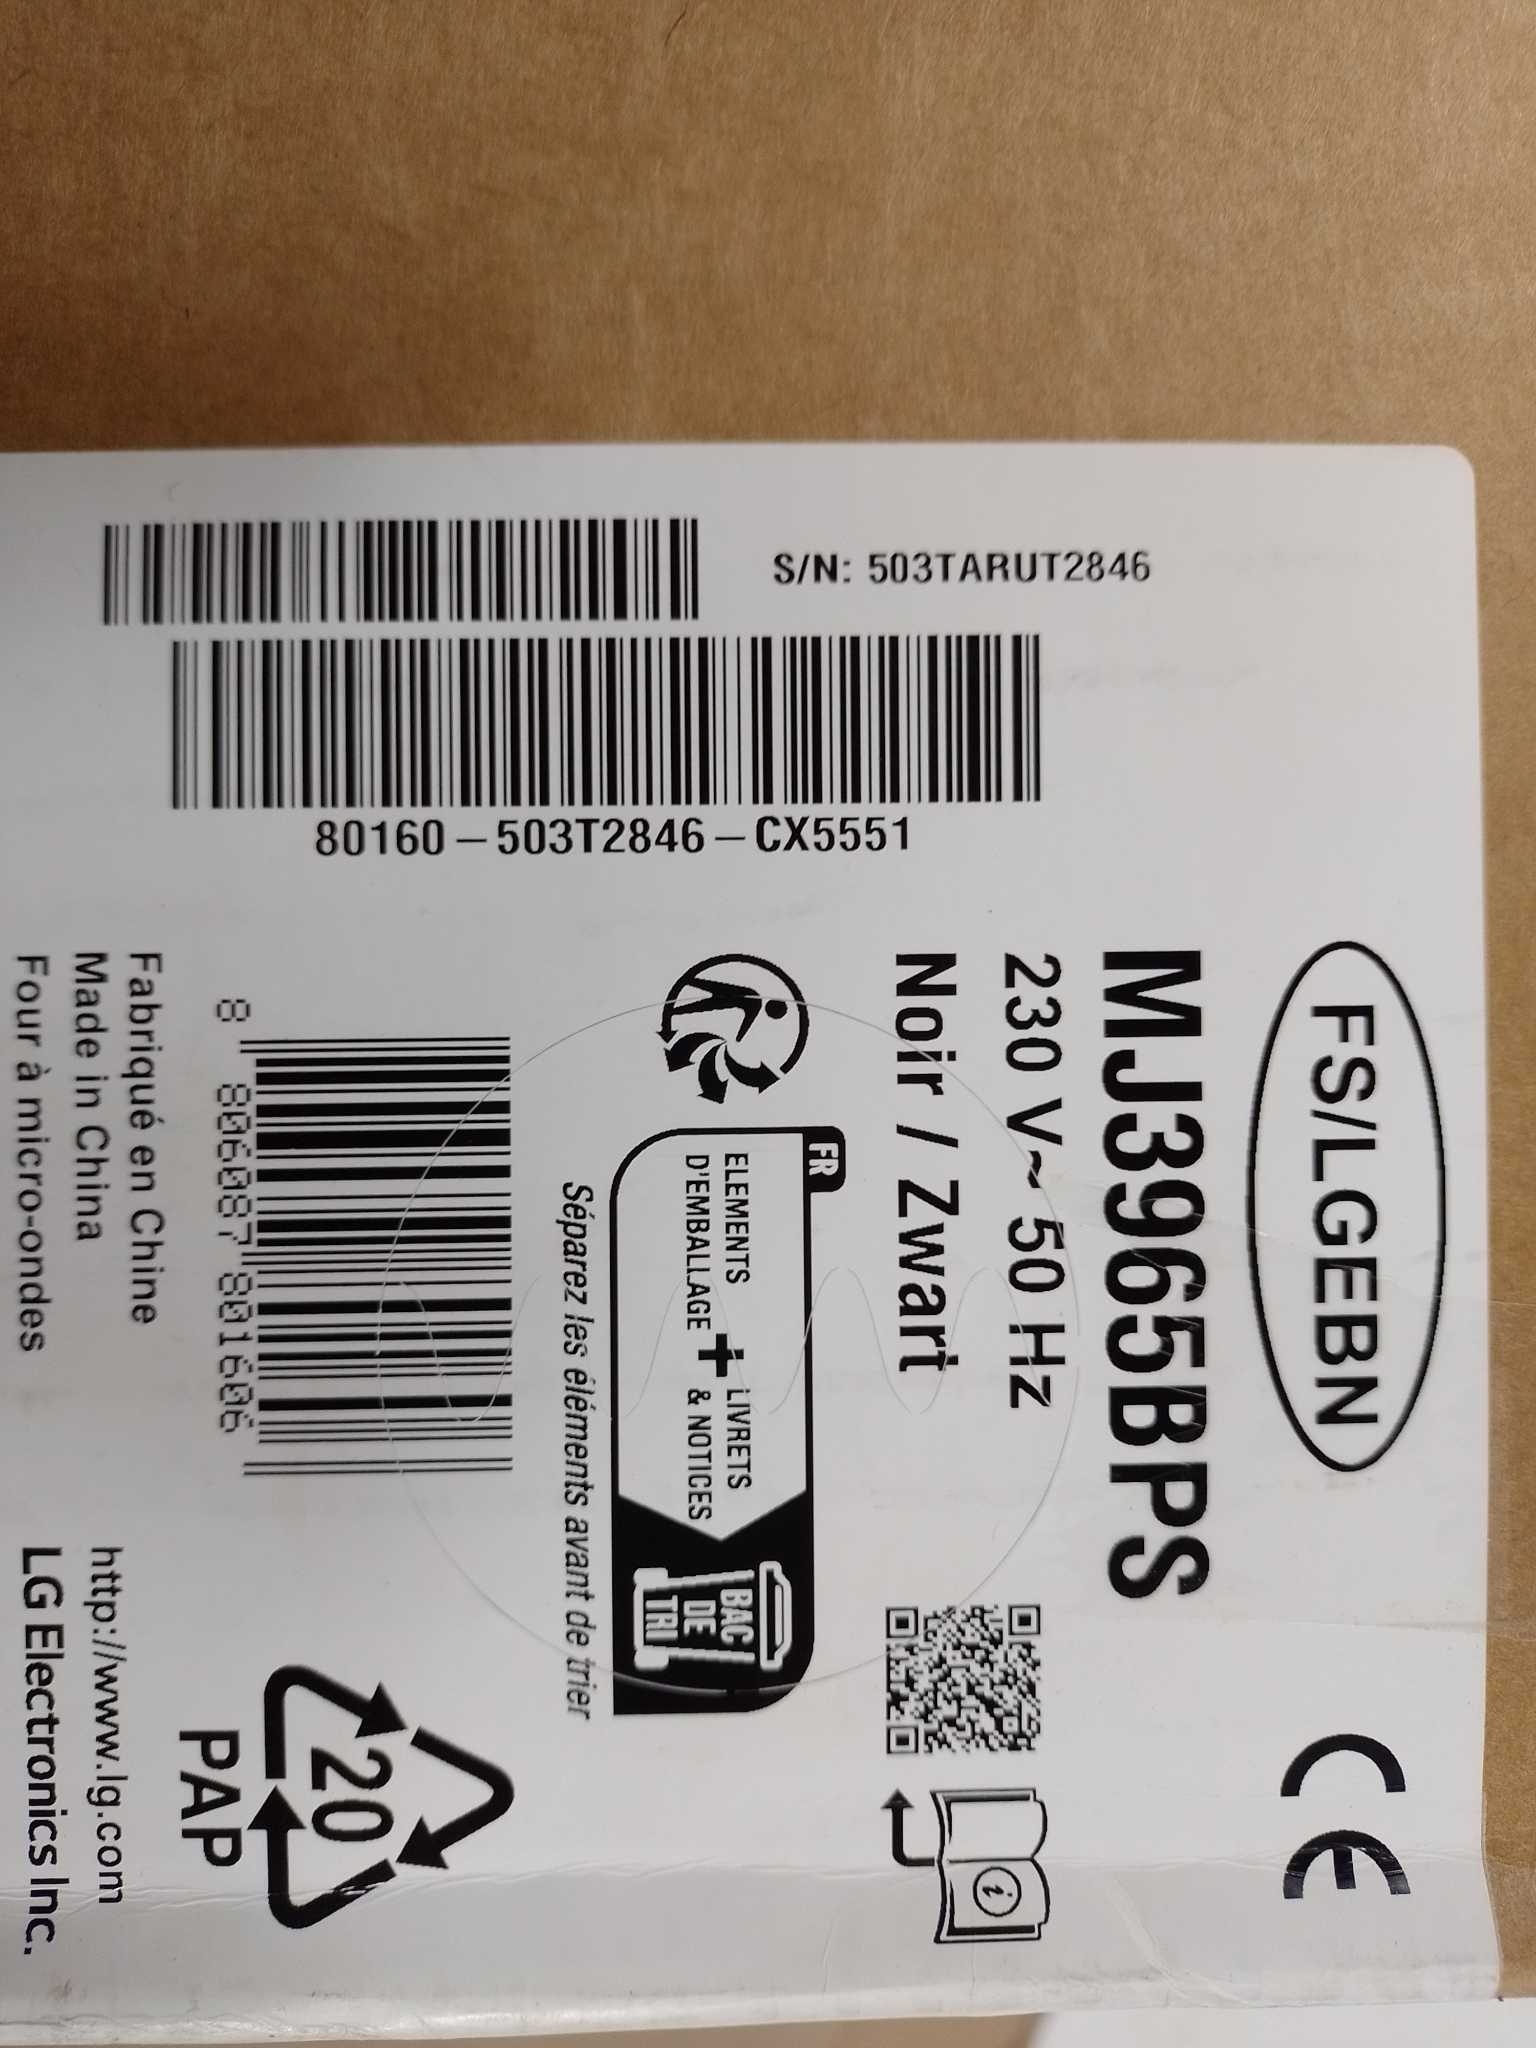 FS/LGEBN
CE
MJ3965BPS
230 V~ 50 Hz
Noir / Zwart
i
FR
ELEMENTS
D'EMBALLAGE
+
LIVRETS
& NOTICES
BAC
DE
TRI
Séparez les éléments avant de trier
8 806087 801606
20
PAP
Fabriqué en Chine
Made in China
Four à micro-ondes
http://www.lg.com
LG Electronics Inc.
S/N: 503TARUT2846
80160-503T2846-CX5551